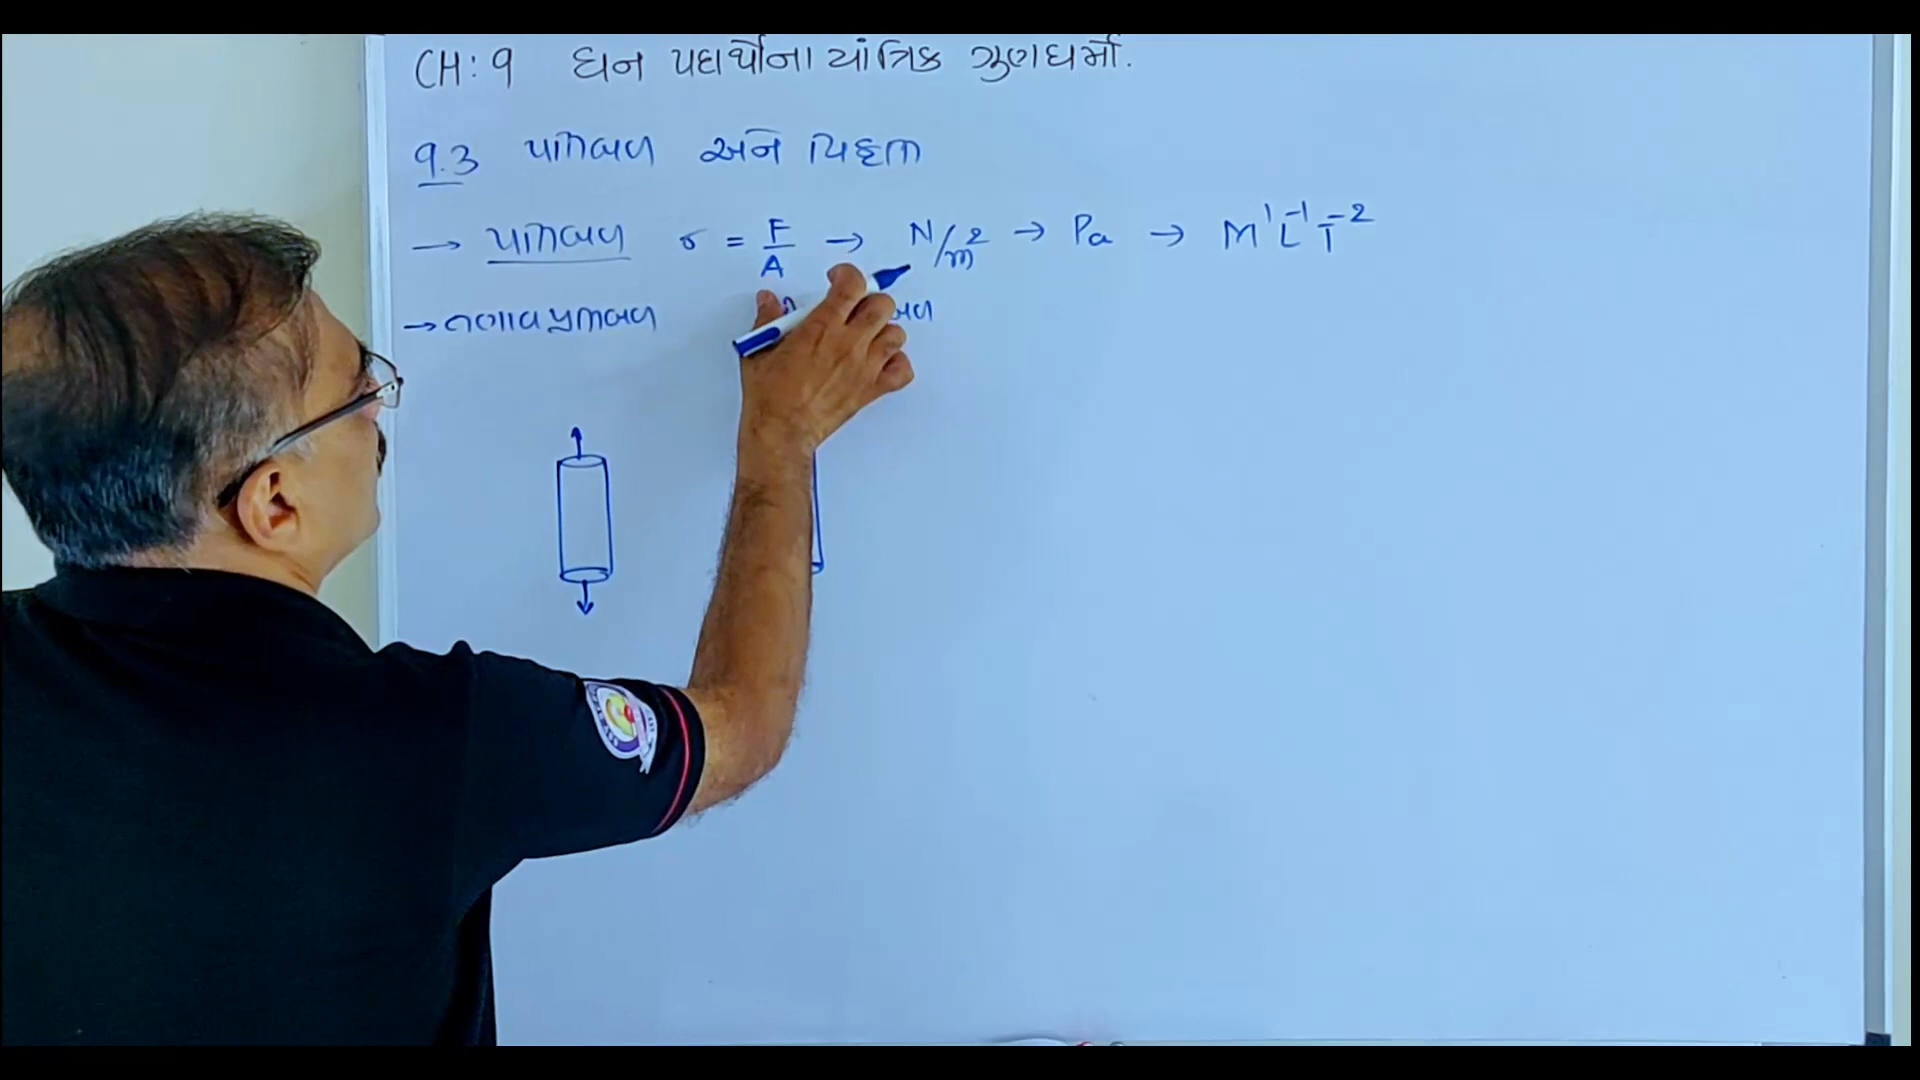 CH: 9 ઘન પદાર્થોના યાંત્રિક ગુણધર્મો.
9.3 પ્રતિબળ અને વિકૃતિ
→ પ્રતિબળ σ = F/A → N/m² → Pa → M¹L⁻¹T⁻²
→ તણાવ પ્રતિબળ